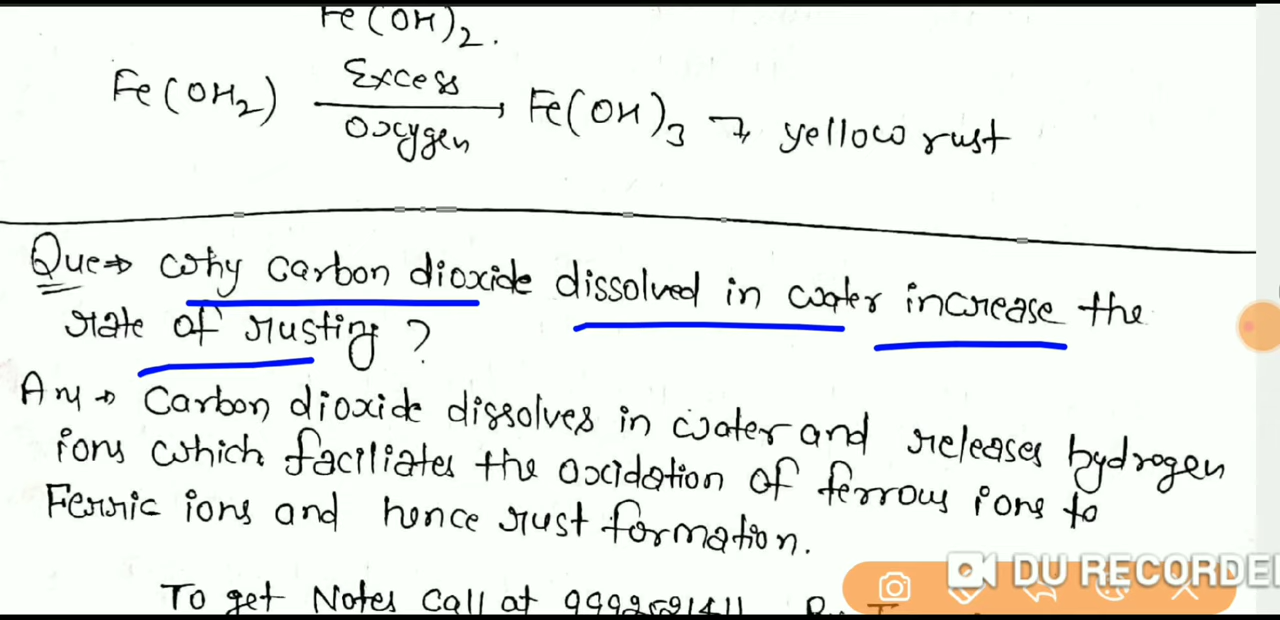 Fe(OH)2.
Fe(OH2) Excess Oxygen → Fe(OH)3 → yellow rust
Que⇒ Why carbon dioxide dissolved in water increase the
rate of rusting ?
Ans → Carbon dioxide dissolves in water and releases hydrogen
ions which faciliates the oxidation of ferrous ions to
Ferric ions and hence rust formation.
To get Notes Call at
DU RECORDE